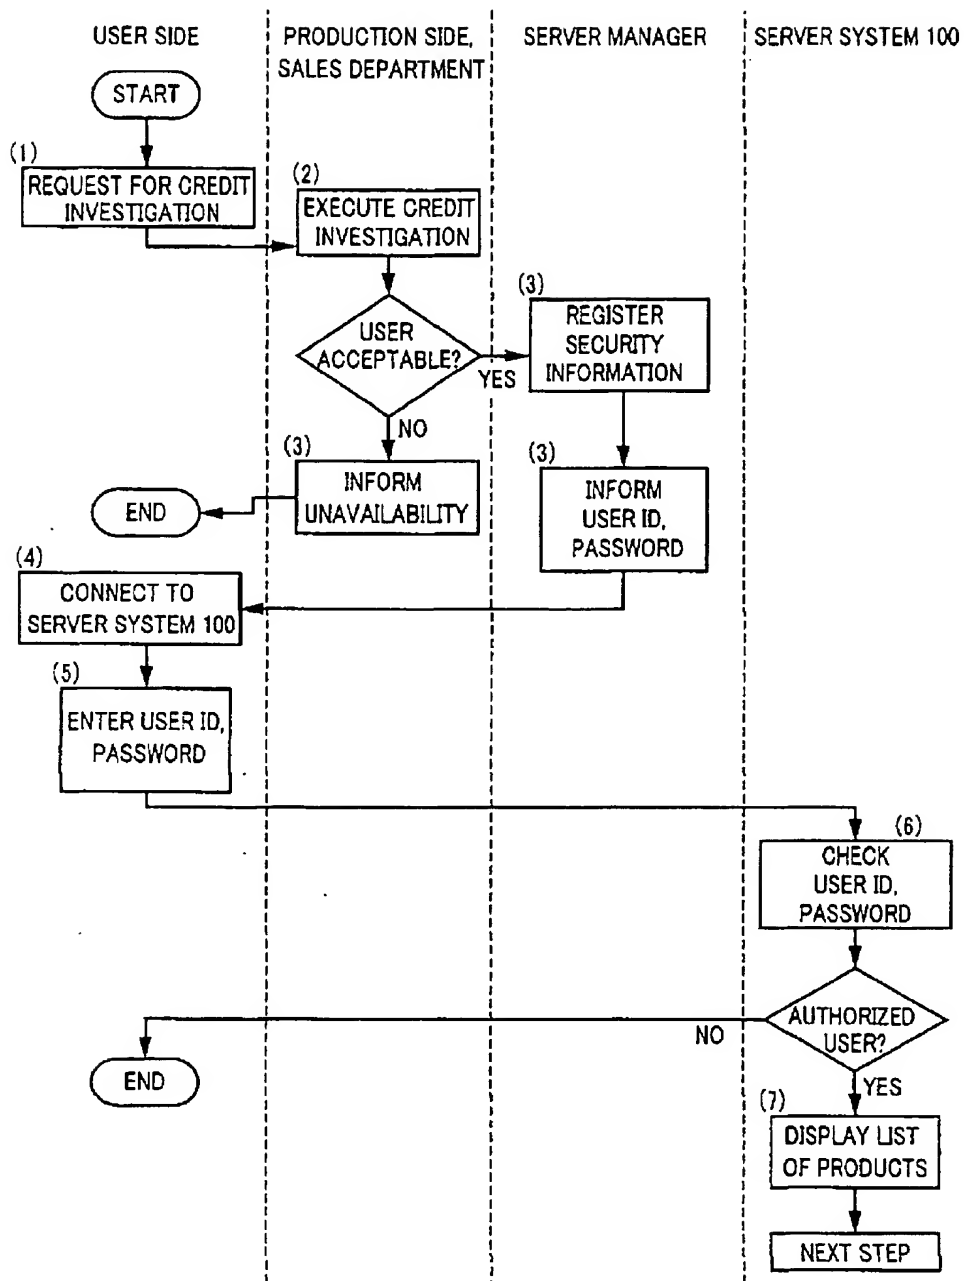 USER SIDE
PRODUCTION SIDE,
SALES DEPARTMENT
SERVER MANAGER
SERVER SYSTEM 100
START
(1)
REQUEST FOR CREDIT
INVESTIGATION
(2)
EXECUTE CREDIT
INVESTIGATION
USER
ACCEPTABLE?
YES
NO
(3)
REGISTER
SECURITY
INFORMATION
(3)
INFORM
UNAVAILABILITY
END
(3)
INFORM
USER ID,
PASSWORD
(4)
CONNECT TO
SERVER SYSTEM 100
(5)
ENTER USER ID,
PASSWORD
(6)
CHECK
USER ID,
PASSWORD
AUTHORIZED
USER?
NO
END
YES
(7)
DISPLAY LIST
OF PRODUCTS
NEXT STEP